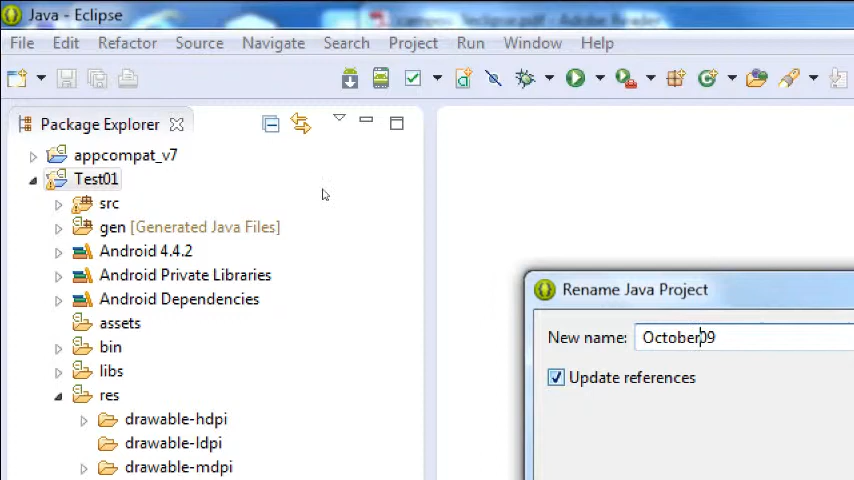 Java - Eclipse
File Edit Refactor Source Navigate Search Project Run Window Help
Package Explorer
appcompat_v7
Test01
src
gen [Generated Java Files]
Android 4.4.2
Android Private Libraries
Android Dependencies
assets
bin
libs
res
drawable-hdpi
drawable-ldpi
drawable-mdpi
Rename Java Project
New name: October09
Update references